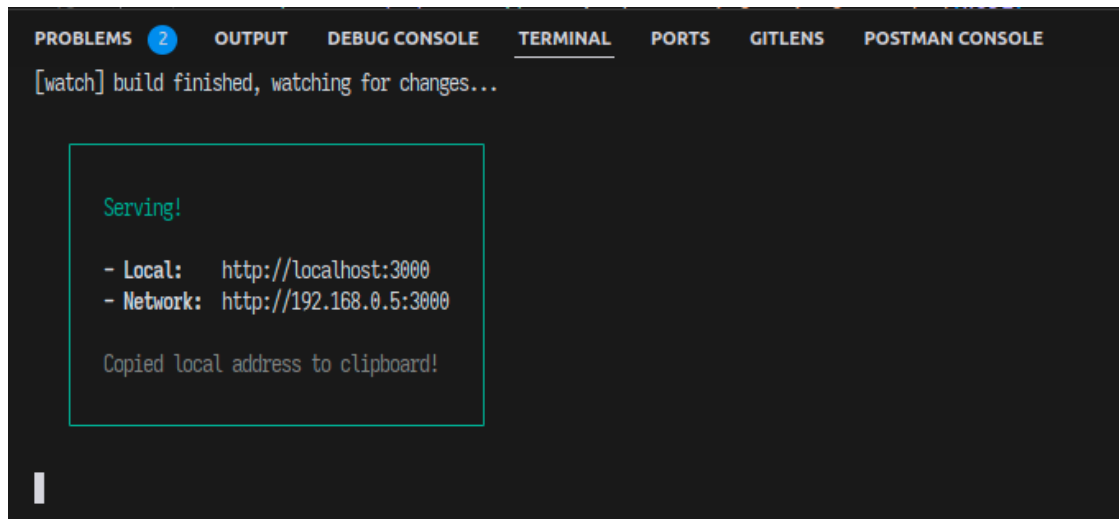 PROBLEMS 2 OUTPUT DEBUG CONSOLE TERMINAL PORTS GITLENS POSTMAN CONSOLE
[watch] build finished, watching for changes...
Serving!
- Local: http://localhost:3000
- Network: http://192.168.0.5:3000
Copied local address to clipboard!